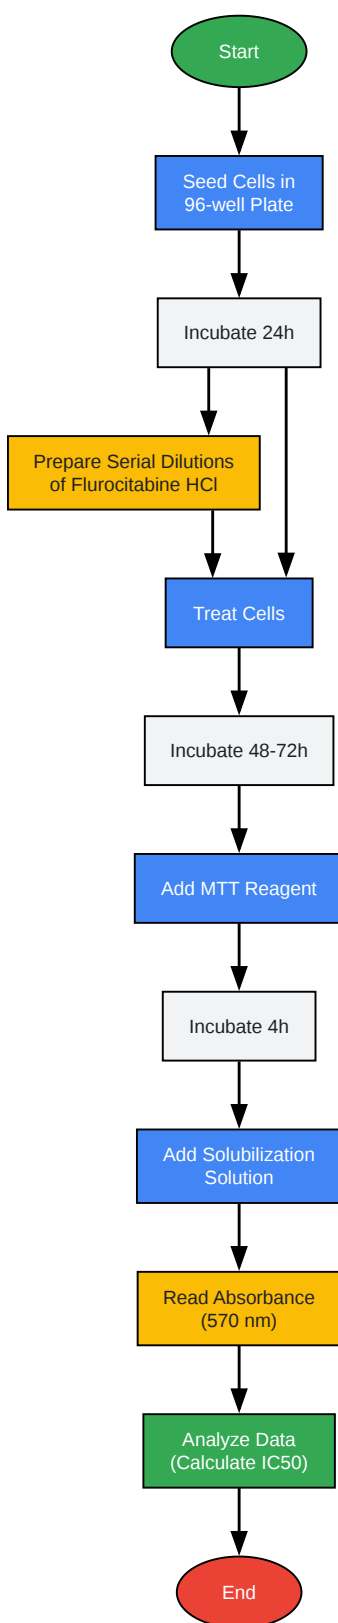 Start
Seed Cells in
96-well Plate
Incubate 24h
Prepare Serial Dilutions
of Flurocitabine HCl
Treat Cells
Incubate 48-72h
Add MTT Reagent
Incubate 4h
Add Solubilization
Solution
Read Absorbance
(570 nm)
Analyze Data
(Calculate IC50)
End